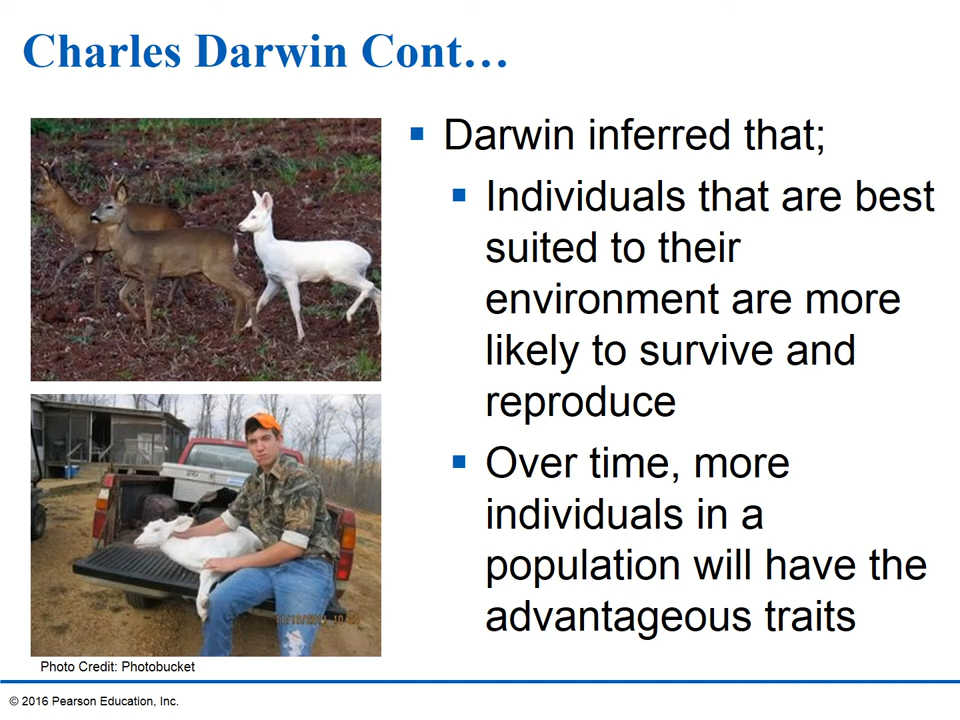 Charles Darwin Cont…
Darwin inferred that;
Individuals that are best
suited to their
environment are more
likely to survive and
reproduce
Over time, more
individuals in a
population will have the
advantageous traits
Photo Credit: Photobucket
© 2016 Pearson Education, Inc.